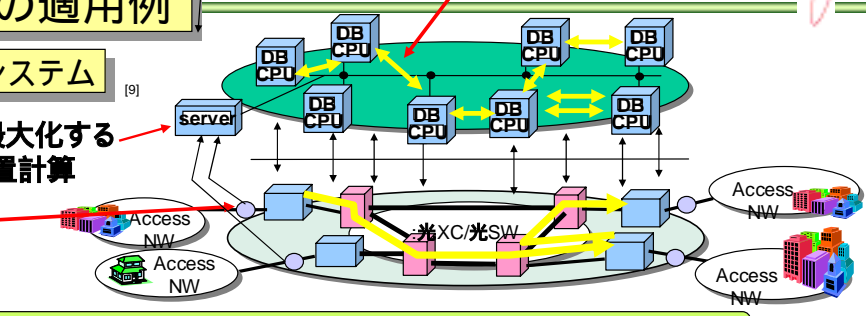 の適用例
システム
[9]
server
最大化する
置計算
DB
CPU
DB
CPU
DB
CPU
DB
CPU
DB
CPU
DB
CPU
DB
CPU
DB
CPU
Access
NW
Access
NW
:光XC/光SW
Access
NW
Access
NW